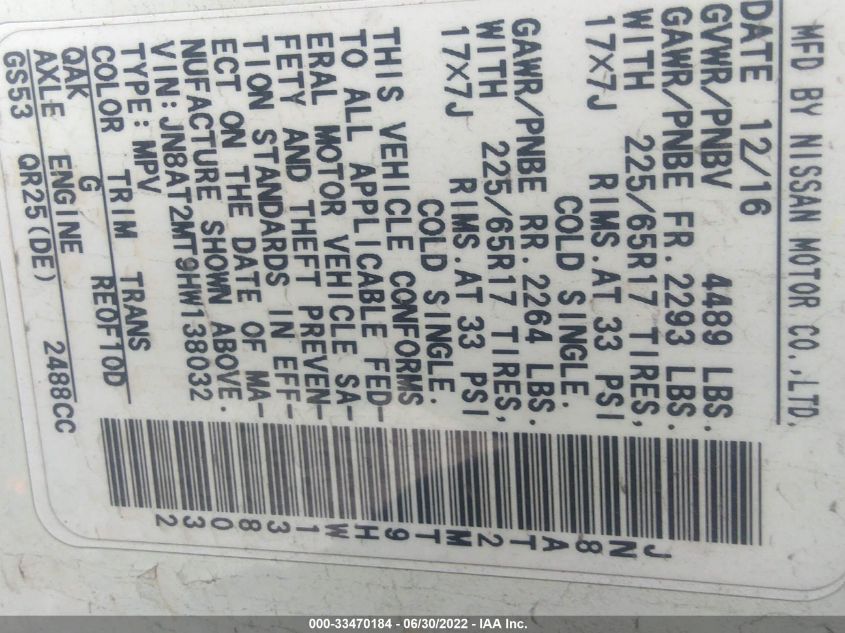 MFD BY NISSAN MOTOR CO.,LTD.
DATE 12/16
GVWR/PNBV 4489 LBS.
GAWR/PNBE FR. 2293 LBS.
WITH 225/65R17 TIRES,
17X7J RIMS.AT 33 PSI
COLD SINGLE.
GAWR/PNBE RR. 2264 LBS.
WITH 225/65R17 TIRES,
17X7J RIMS.AT 33 PSI
COLD SINGLE.
THIS VEHICLE CONFORMS
TO ALL APPLICABLE FED-
ERAL MOTOR VEHICLE SA-
FETY AND THEFT PREVEN-
TION STANDARDS IN EFF-
ECT ON THE DATE OF MA-
NUFACTURE SHOWN ABOVE.
VIN:JN8AT2MT9HW138032
TYPE:MPV
COLOR TRIM TRANS
QAK G RE0F10D
AXLE ENGINE
GS53 QR25(DE) 2488CC
JN8AT2MT9HW138032
000-33470184 - 06/30/2022 - IAA Inc.